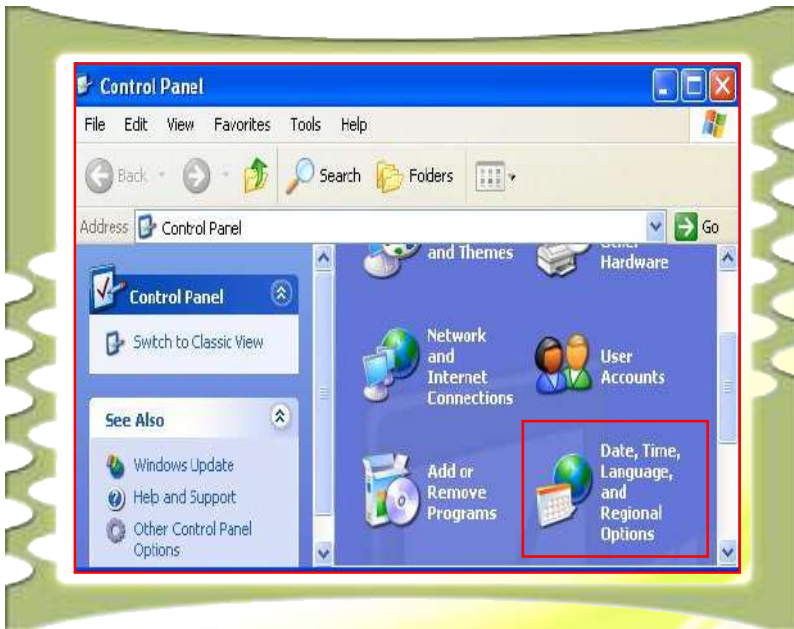 Control Panel
File Edit View Favorites Tools Help
Back Search Folders
Address Control Panel Go
Control Panel
Switch to Classic View
See Also
Windows Update
Help and Support
Other Control Panel
Options
and Themes
Other
Hardware
Network
and
Internet
Connections
User
Accounts
Add or
Remove
Programs
Date, Time,
Language,
and
Regional
Options